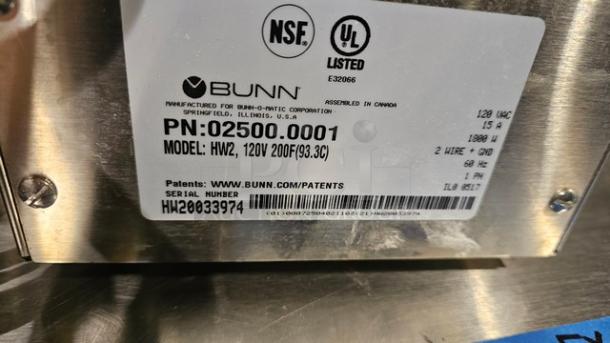 NSF
UL
LISTED
E32066
BUNN
MANUFACTURED FOR BUNN-O-MATIC CORPORATION
SPRINGFIELD, ILLINOIS, U.S.A
ASSEMBLED IN CANADA
PN:02500.0001
MODEL: HW2, 120V 200F(93.3C)
120 VAC
15 A
1800 W
2 WIRE + GND
60 Hz
1 PH
IL0 0517
Patents: WWW.BUNN.COM/PATENTS
SERIAL NUMBER
HW20033974